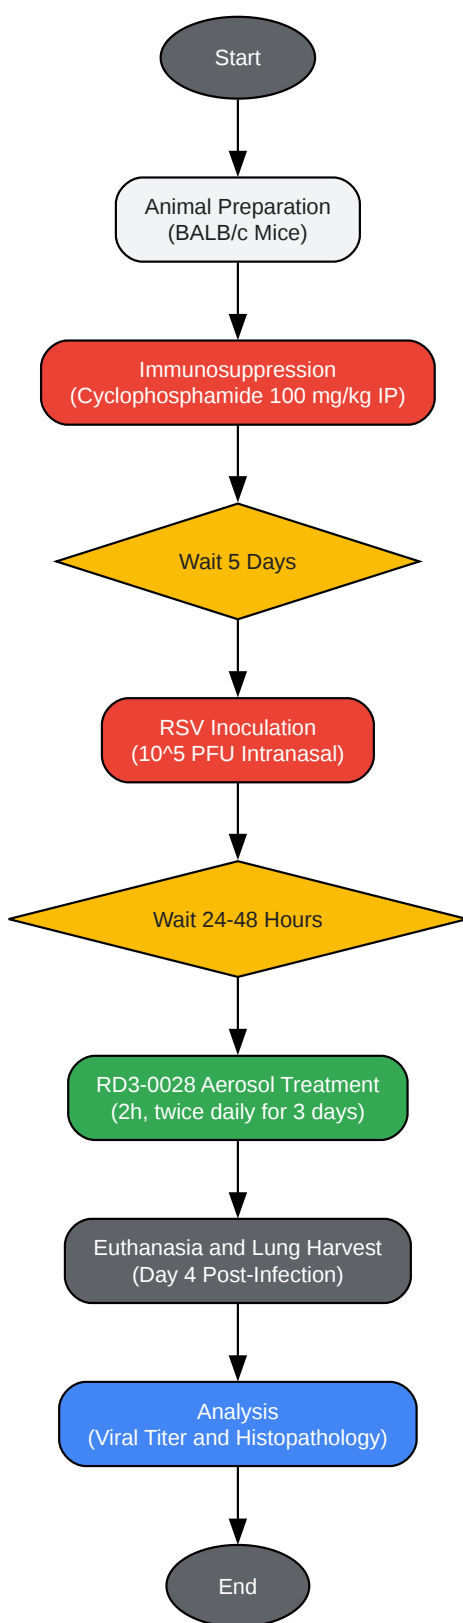 Start
Animal Preparation
(BALB/c Mice)
Immunosuppression
(Cyclophosphamide 100 mg/kg IP)
Wait 5 Days
RSV Inoculation
(10^5 PFU Intranasal)
Wait 24-48 Hours
RD3-0028 Aerosol Treatment
(2h, twice daily for 3 days)
Euthanasia and Lung Harvest
(Day 4 Post-Infection)
Analysis
(Viral Titer and Histopathology)
End